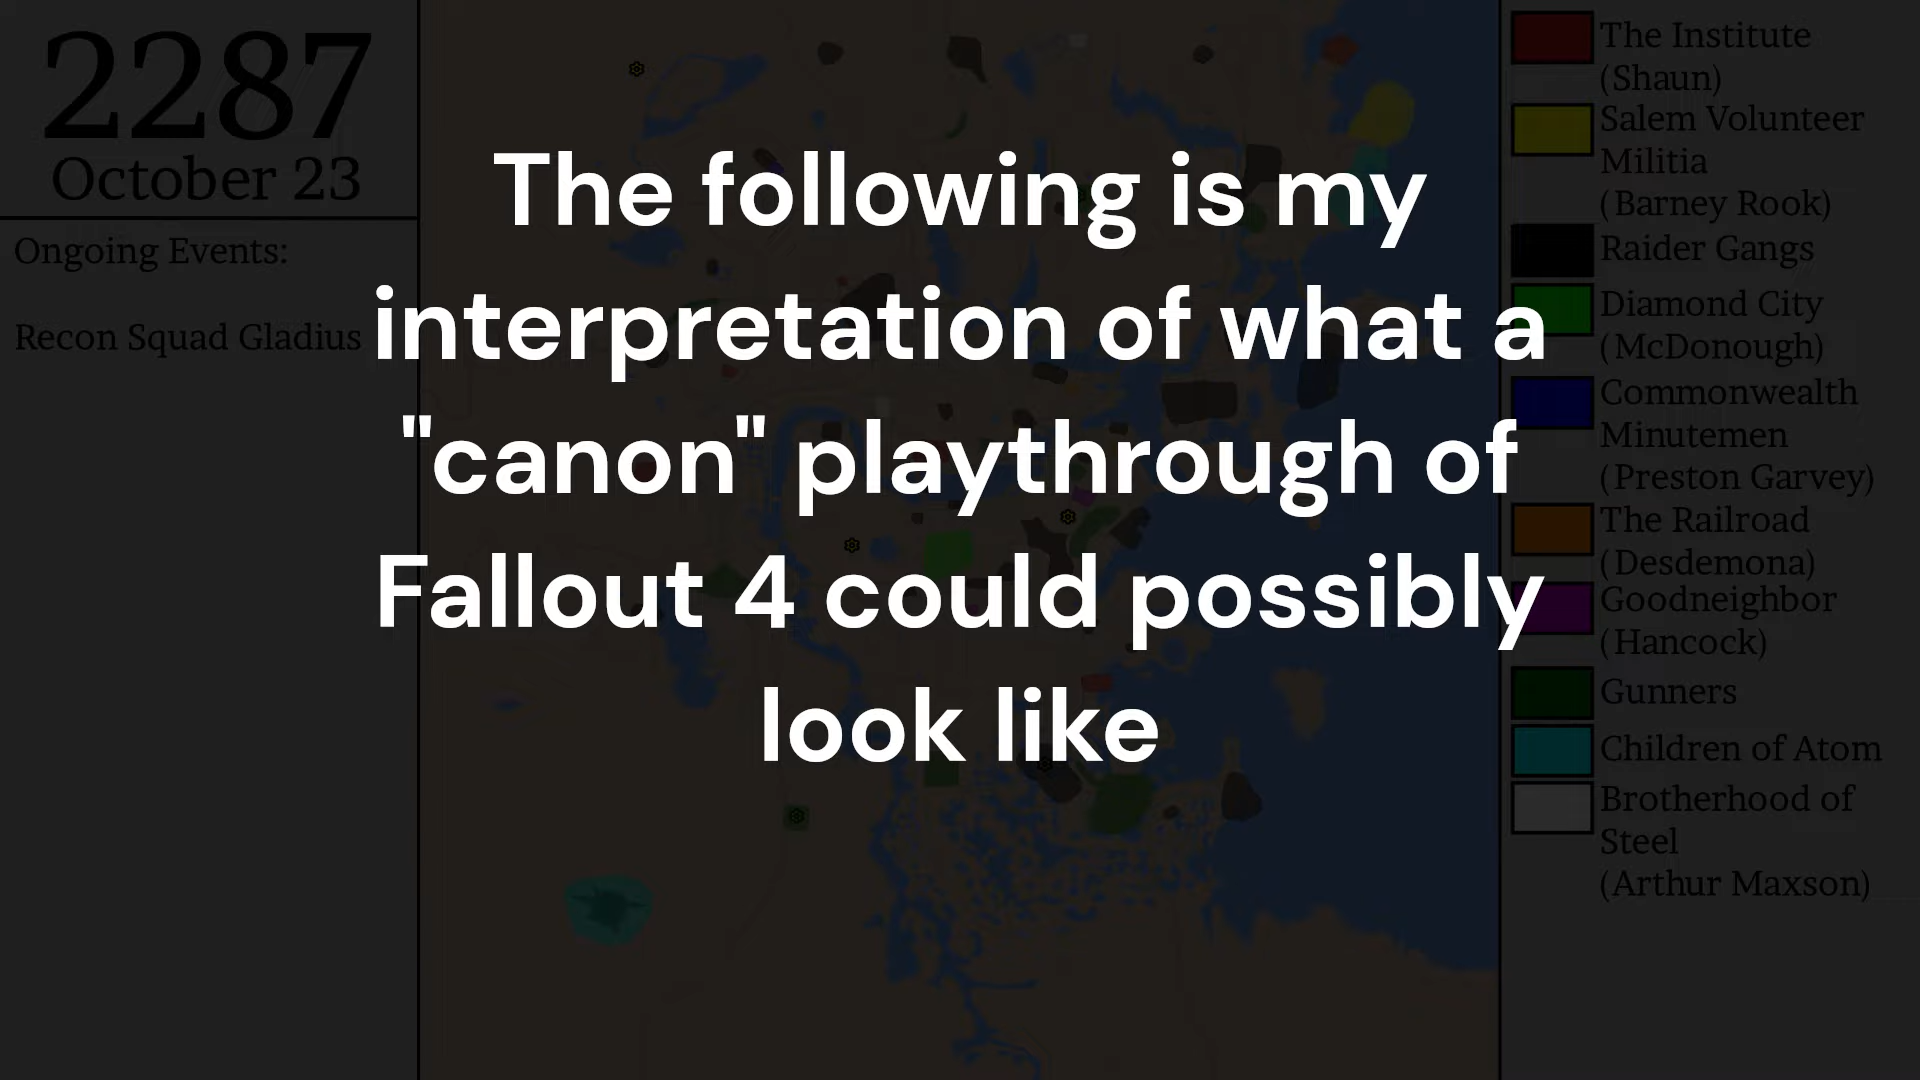 2287
October 23
Ongoing Events:
Recon Squad Gladius
The following is my
interpretation of what a
"canon" playthrough of
Fallout 4 could possibly
look like
The Institute
(Shaun)
Salem Volunteer
Militia
(Barney Rook)
Raider Gangs
Diamond City
(McDonough)
Commonwealth
Minutemen
(Preston Garvey)
The Railroad
(Desdemona)
Goodneighbor
(Hancock)
Gunners
Children of Atom
Brotherhood of
Steel
(Arthur Maxson)